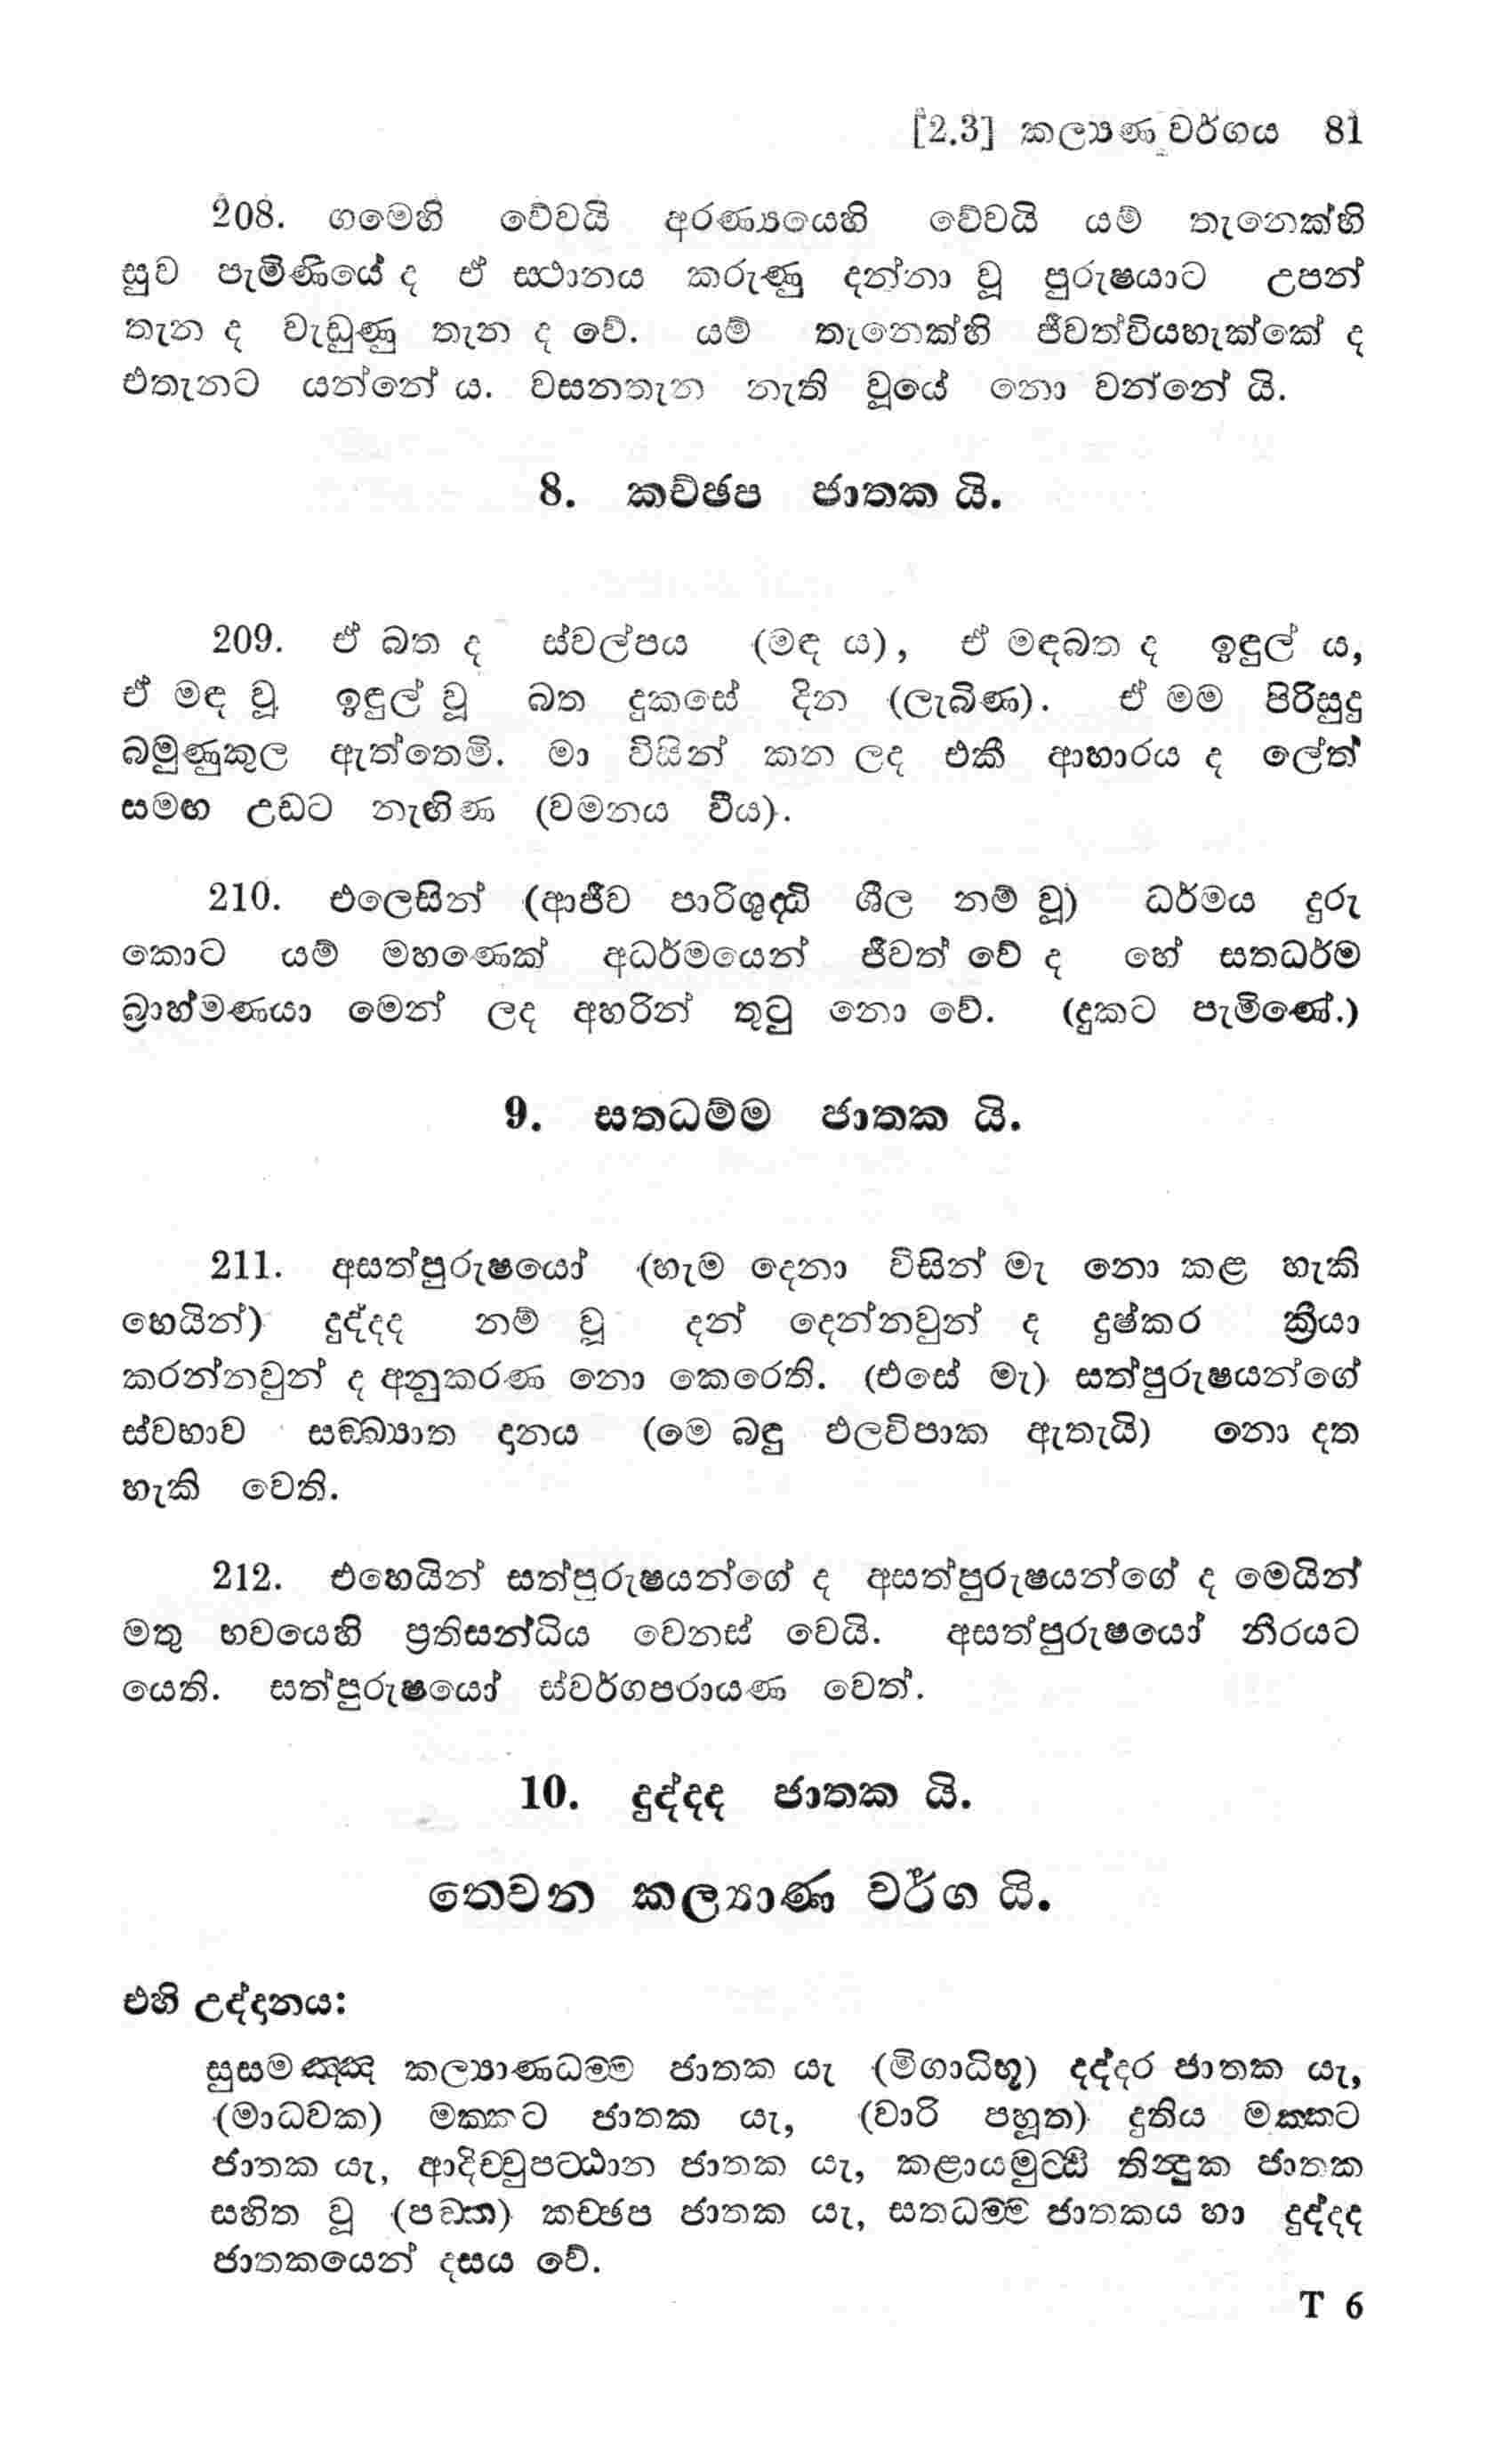 [2.3] කල්‍යණ වර්ගය 81
208. ගමෙහි වේවයි අරණ්‍යයෙහි වේවයි යම් තැනෙක්හි
සුව පැමිණියේ ද ඒ ස්ථානය කරුණු දන්නා වූ පුරුෂයාට උපන්
තැන ද වැඩුණු තැන ද වේ. යම් තැනෙක්හි ජීවත්වියහැක්කේ ද
එතැනට යන්නේ ය. වසනතැන නැති වූයේ නො වන්නේ යි.
8. කච්ඡප ජාතක යි.
209. ඒ බත ද ස්වල්පය (මඳ ය), ඒ මඳබත ද ඉඳුල් ය,
ඒ මඳ වූ ඉඳුල් වූ බත දුකසේ දින (ලැබිණ). ඒ මම පිරිසුදු
බමුණුකුල ඇත්තෙමි. මා විසින් කන ලද එකී ආහාරය ද ලේත්
සමඟ උඩට නැඟිණ (වමනය විය).
210. එලෙසින් (ආජීව පාරිශුද්ධි ශීල නම් වූ) ධර්මය දුරු
කොට යම් මහණෙක් අධර්මයෙන් ජීවත් වේ ද හේ සතධර්ම
බ්‍රාහ්මණයා මෙන් ලද අහරින් තුටු නො වේ. (දුකට පැමිණේ.)
9. සතධම්ම ජාතක යි.
211. අසත්පුරුෂයෝ (හැම දෙනා විසින් මැ නො කළ හැකි
හෙයින්) දුද්දද නම් වූ දන් දෙන්නවුන් ද දුෂ්කර ක්‍රියා
කරන්නවුන් ද අනුකරණ නො කෙරෙති. (එසේ මැ) සත්පුරුෂයන්ගේ
ස්වභාව සඞ්ඛ්‍යාත දානය (මෙ බඳු ඵලවිපාක ඇතැයි) නො දත
හැකි වෙති.
212. එහෙයින් සත්පුරුෂයන්ගේ ද අසත්පුරුෂයන්ගේ ද මෙයින්
මතු භවයෙහි ප්‍රතිසන්ධිය වෙනස් වෙයි. අසත්පුරුෂයෝ නිරයට
යෙති. සත්පුරුෂයෝ ස්වර්ගපරායණ වෙත්.
10. දුද්දද ජාතක යි.
තෙවන කල්‍යාණ වර්ග යි.
එහි උද්දානය:
සුසමඤ්ඤ කල්‍යාණධම්ම ජාතක යැ (මිගාධිභූ) දද්දර ජාතක යැ,
(මාධවක) මක්කට ජාතක යැ, (වාරි පහූත) දුතිය මක්කට
ජාතක යැ, ආදිච්චුපට්ඨාන ජාතක යැ, කළායමුට්ඨි තින්දුක ජාතක
සහිත වූ (පඞ්ක) කච්ඡප ජාතක යැ, සතධම්ම ජාතකය හා දුද්දද
ජාතකයෙන් දසය වේ.
T 6